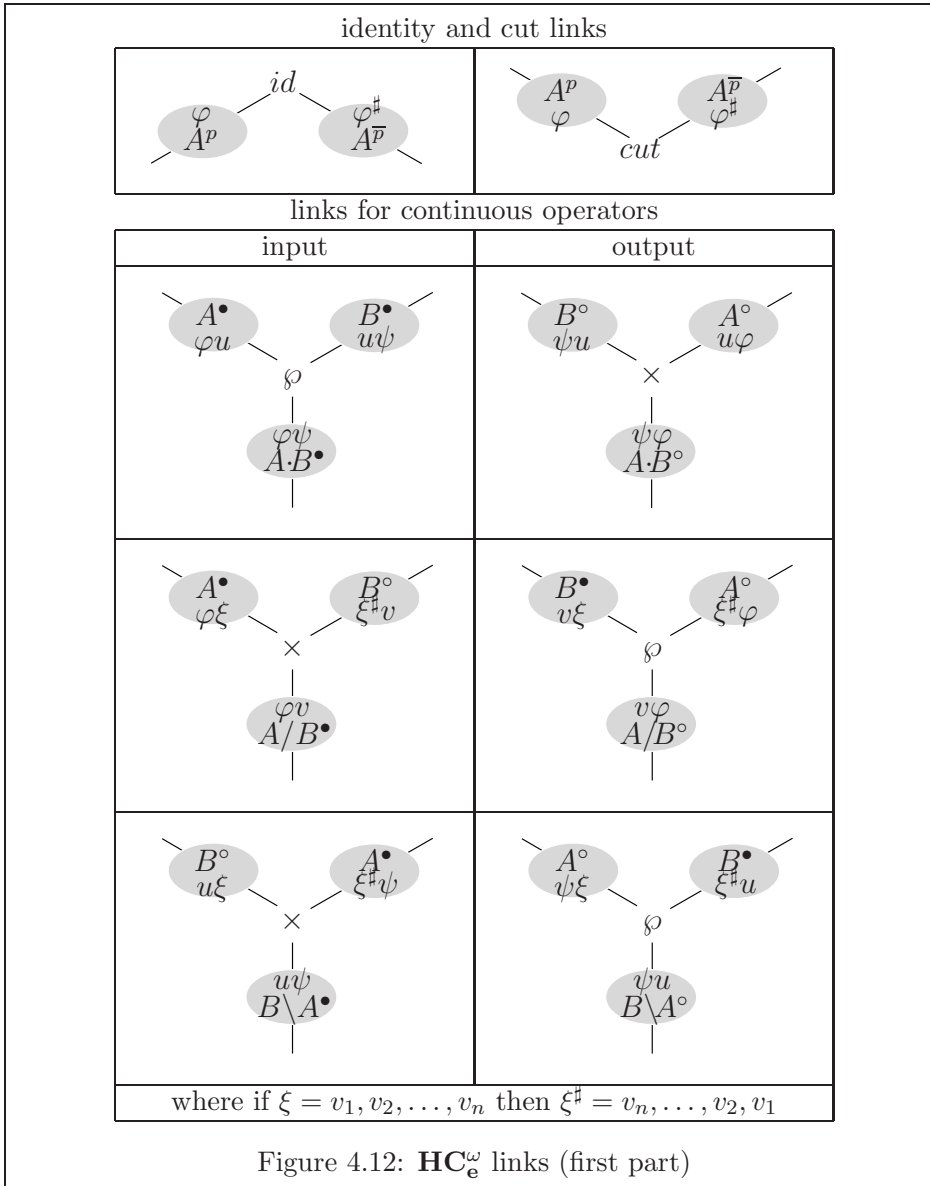 identity and cut links
id
φ φ♯
A^p A^p̅
A^p A^p̅
φ φ♯
cut
links for continuous operators
input output
A• B•
φu uψ
℘
φψ
A·B•
B° A°
ψu uφ
×
ψφ
A·B°
A• B°
φξ ξ♯v
×
φv
A/B•
B• A°
vξ ξ♯φ
℘
vφ
A/B°
B° A•
uξ ξ♯ψ
×
uψ
B\A•
A° B•
ψξ ξ♯u
℘
ψu
B\A°
where if ξ = v₁, v₂, . . . , vₙ then ξ♯ = vₙ, . . . , v₂, v₁
Figure 4.12: HC^ω_e links (first part)